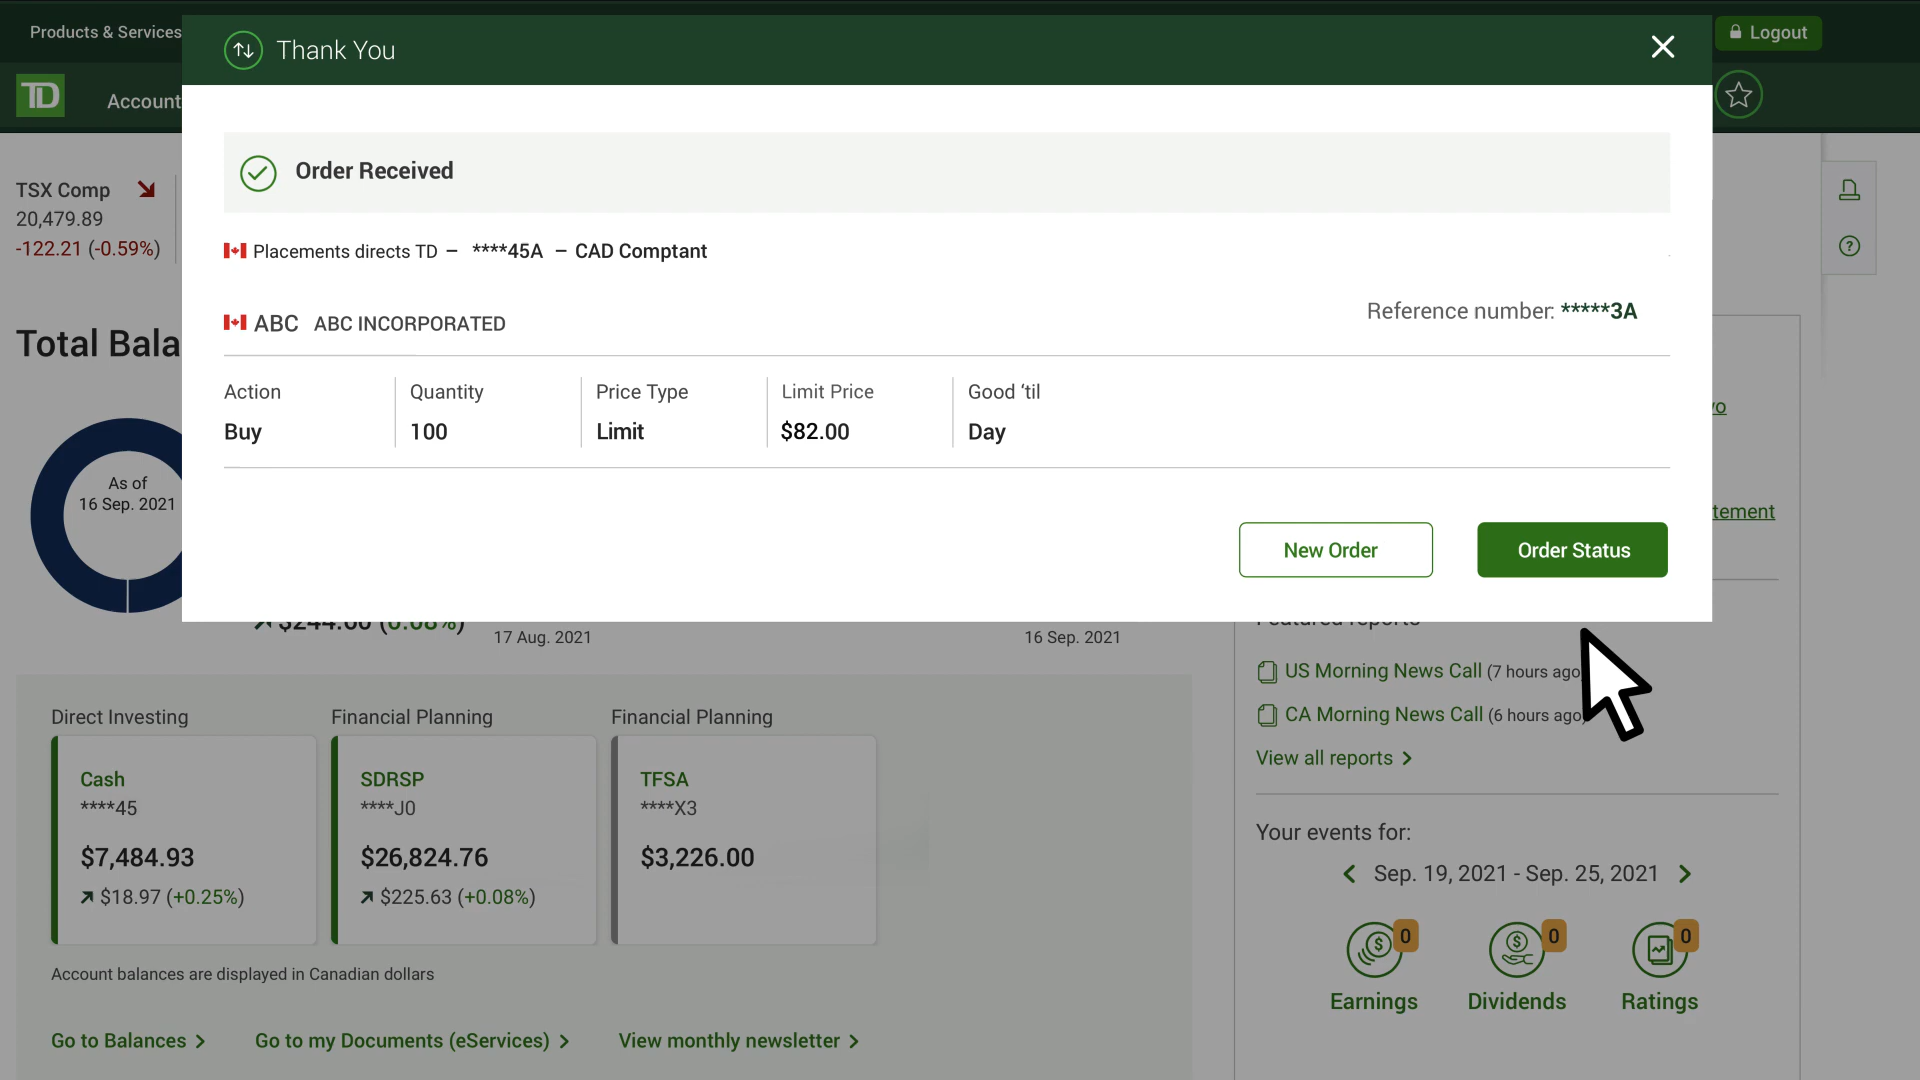 Products & Services
Thank You
Logout
TD
Account
Order Received
TSX Comp
20,479.89
-122.21 (-0.59%)
Placements directs TD – ****45A – CAD Comptant
ABC ABC INCORPORATED
Reference number: *****3A
Total Bala
Action
Buy
Quantity
100
Price Type
Limit
Limit Price
$82.00
Good ‘til
Day
As of
16 Sep. 2021
New Order
Order Status
tement
$244.00 (0.08%)
17 Aug. 2021
16 Sep. 2021
Featured reports
US Morning News Call (7 hours ago
CA Morning News Call (6 hours ago)
View all reports
Direct Investing
Cash
****45
$7,484.93
$18.97 (+0.25%)
Financial Planning
SDRSP
****J0
$26,824.76
$225.63 (+0.08%)
Financial Planning
TFSA
****X3
$3,226.00
Account balances are displayed in Canadian dollars
Go to Balances
Go to my Documents (eServices)
View monthly newsletter
Your events for:
Sep. 19, 2021 - Sep. 25, 2021
0
Earnings
0
Dividends
0
Ratings